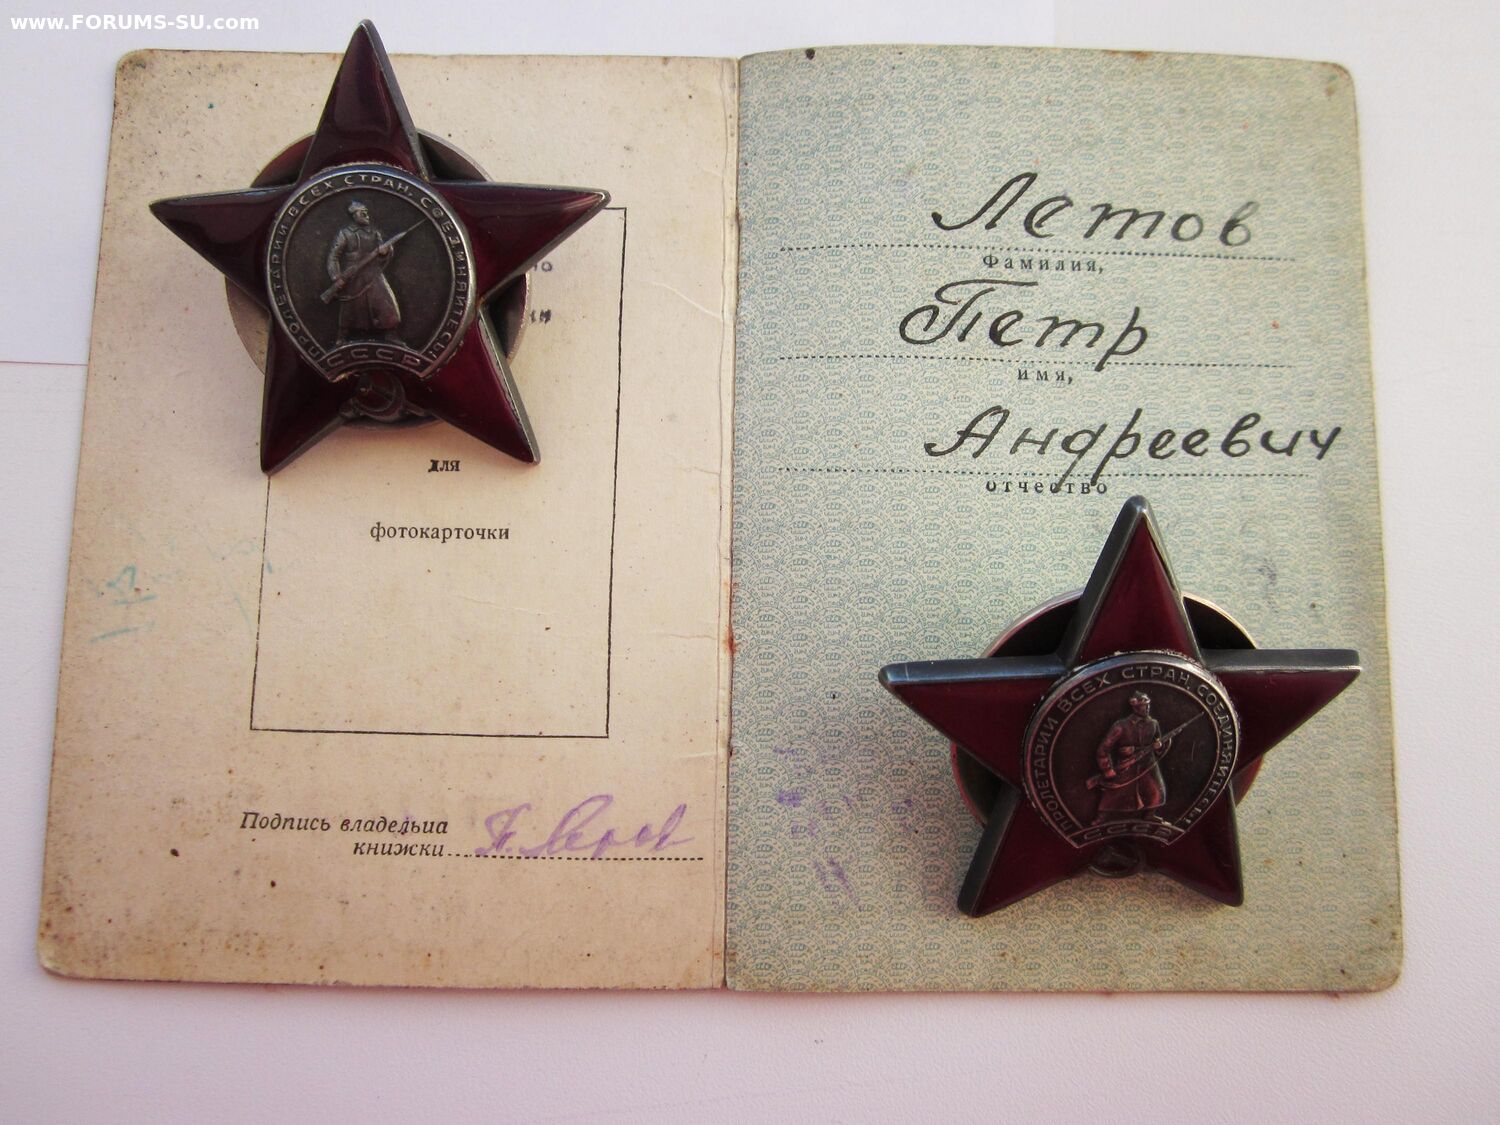 www.FORUMS-SU.com
ПРОЛЕТАРИИ ВСЕХ СТРАН, СОЕДИНЯЙТЕСЬ!
СССР
для
фотокарточки
Подпись владельца
книжки
П. Летов
Летов
Фамилия,
Петр
имя,
Андреевич
отчество
ПРОЛЕТАРИИ ВСЕХ СТРАН, СОЕДИНЯЙТЕСЬ!
СССР